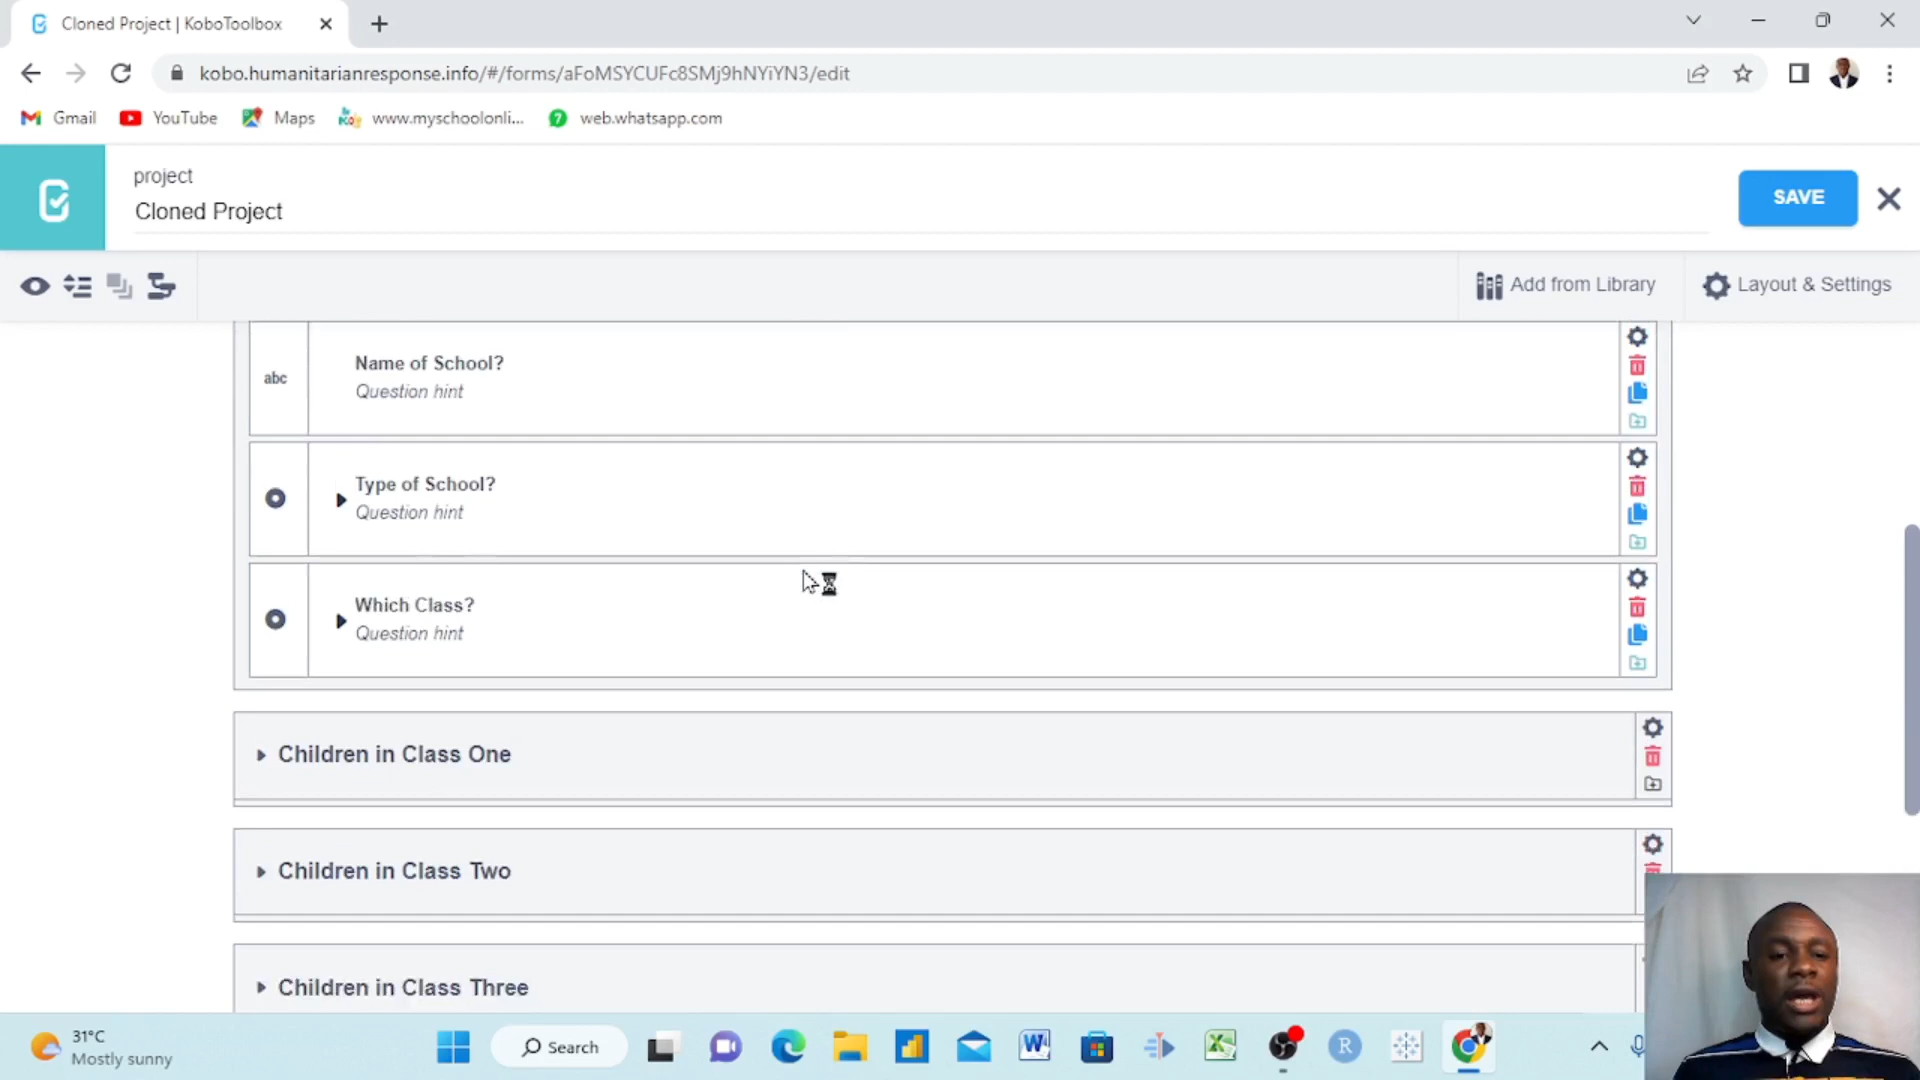 Cloned Project | KoboToolbox
kobo.humanitarianresponse.info/#/forms/aFoMSYCUFc8SMj9hNYiYN3/edit
Gmail YouTube Maps www.myschoolonli... web.whatsapp.com
project
Cloned Project
SAVE
Add from Library Layout & Settings
abc
Name of School?
Question hint
Type of School?
Question hint
Which Class?
Question hint
Children in Class One
Children in Class Two
Children in Class Three
31°C
Mostly sunny
Search